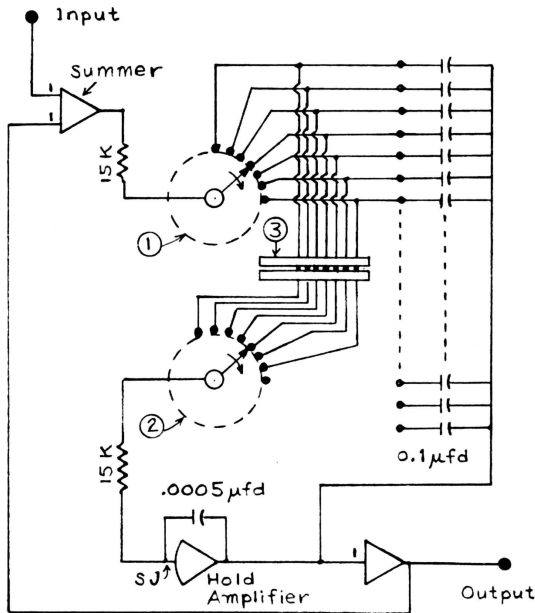 Input
Summer
1
1
15K
1
3
2
0.1μfd
15K
.0005μfd
1
SJ
Hold
Amplifier
Output